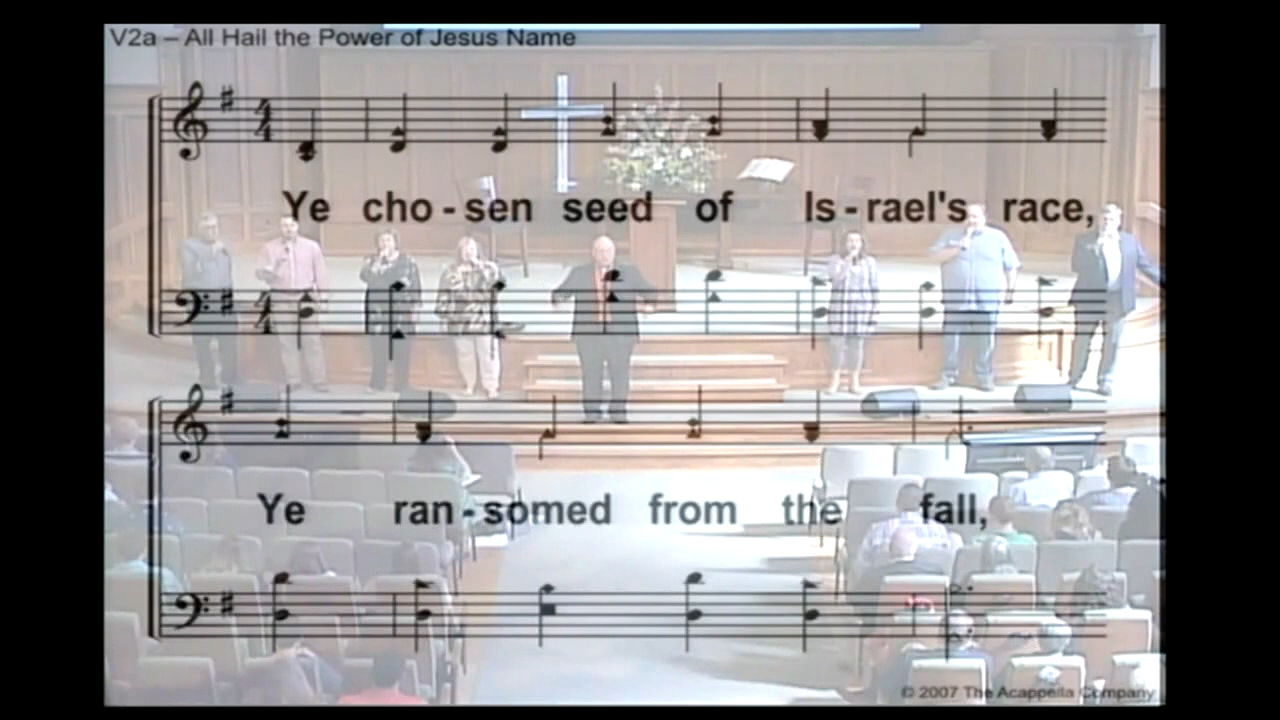 V2a – All Hail the Power of Jesus Name
Ye cho - sen seed of Is - rael's race,
Ye ran - somed from the fall,
© 2007 The Acappella Company